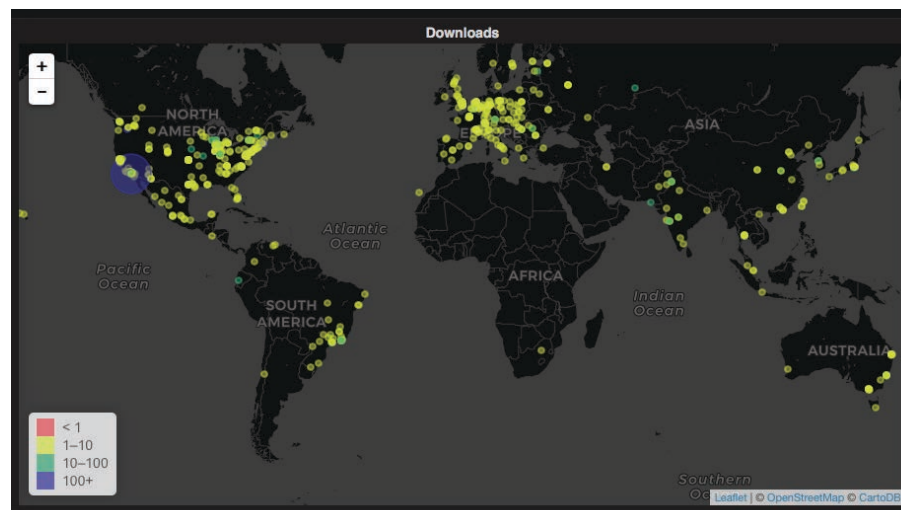 Downloads
+
−
NORTH
AMERICA
ASIA
Atlantic
Ocean
Pacific
Ocean
AFRICA
SOUTH
AMERICA
Indian
Ocean
AUSTRALIA
< 1
1–10
10–100
100+
Southern
Leaflet | © OpenStreetMap © CartoDB